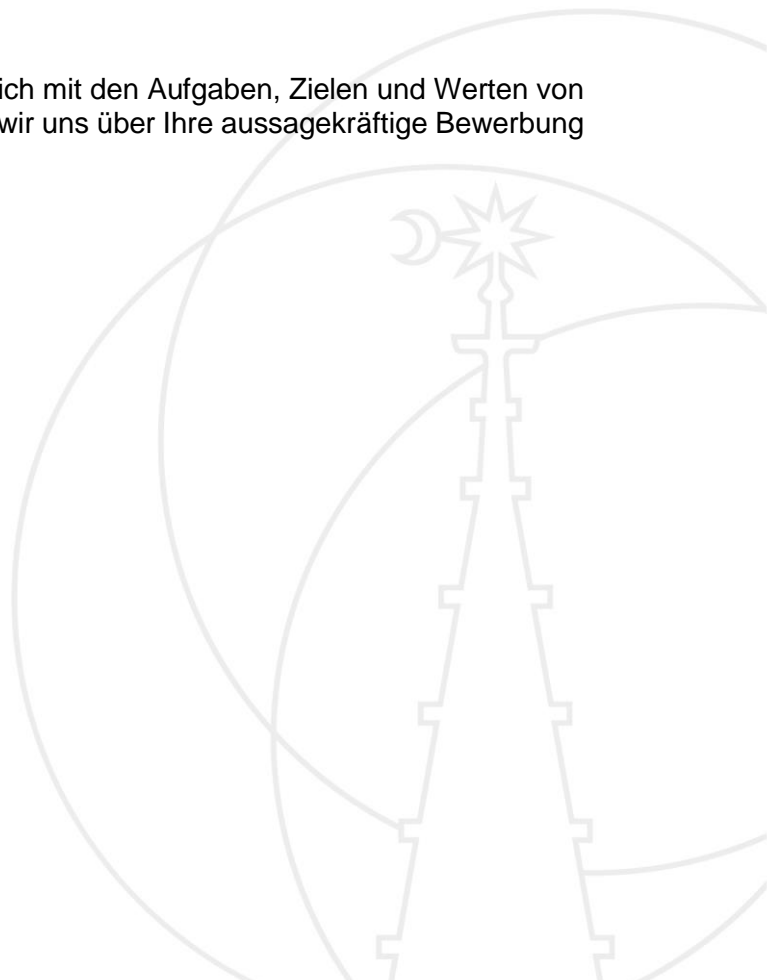 ich mit den Aufgaben, Zielen und Werten von
wir uns über Ihre aussagekräftige Bewerbung